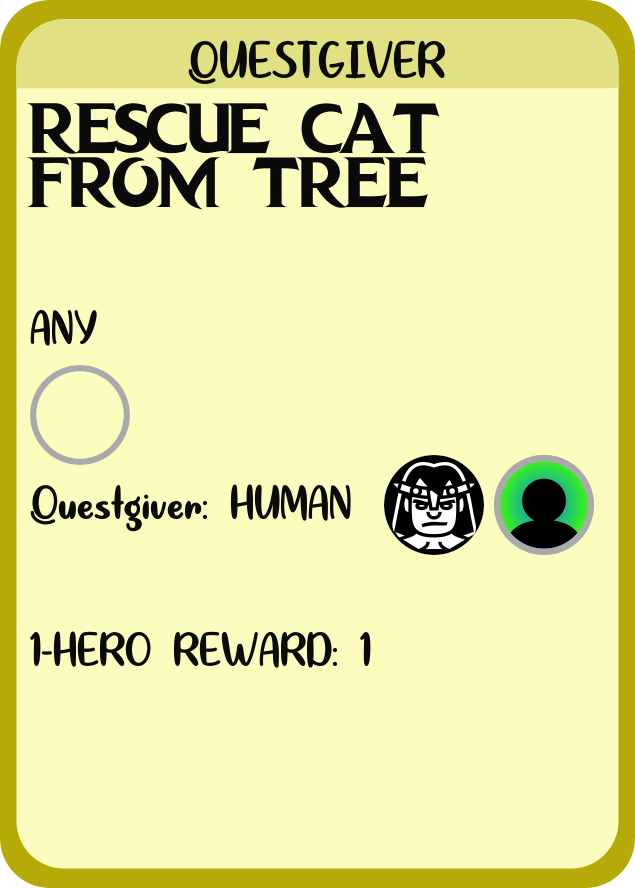 QUESTGIVER
RESCUE CAT
FROM TREE
ANY
Questgiver: HUMAN
1-HERO REWARD: 1